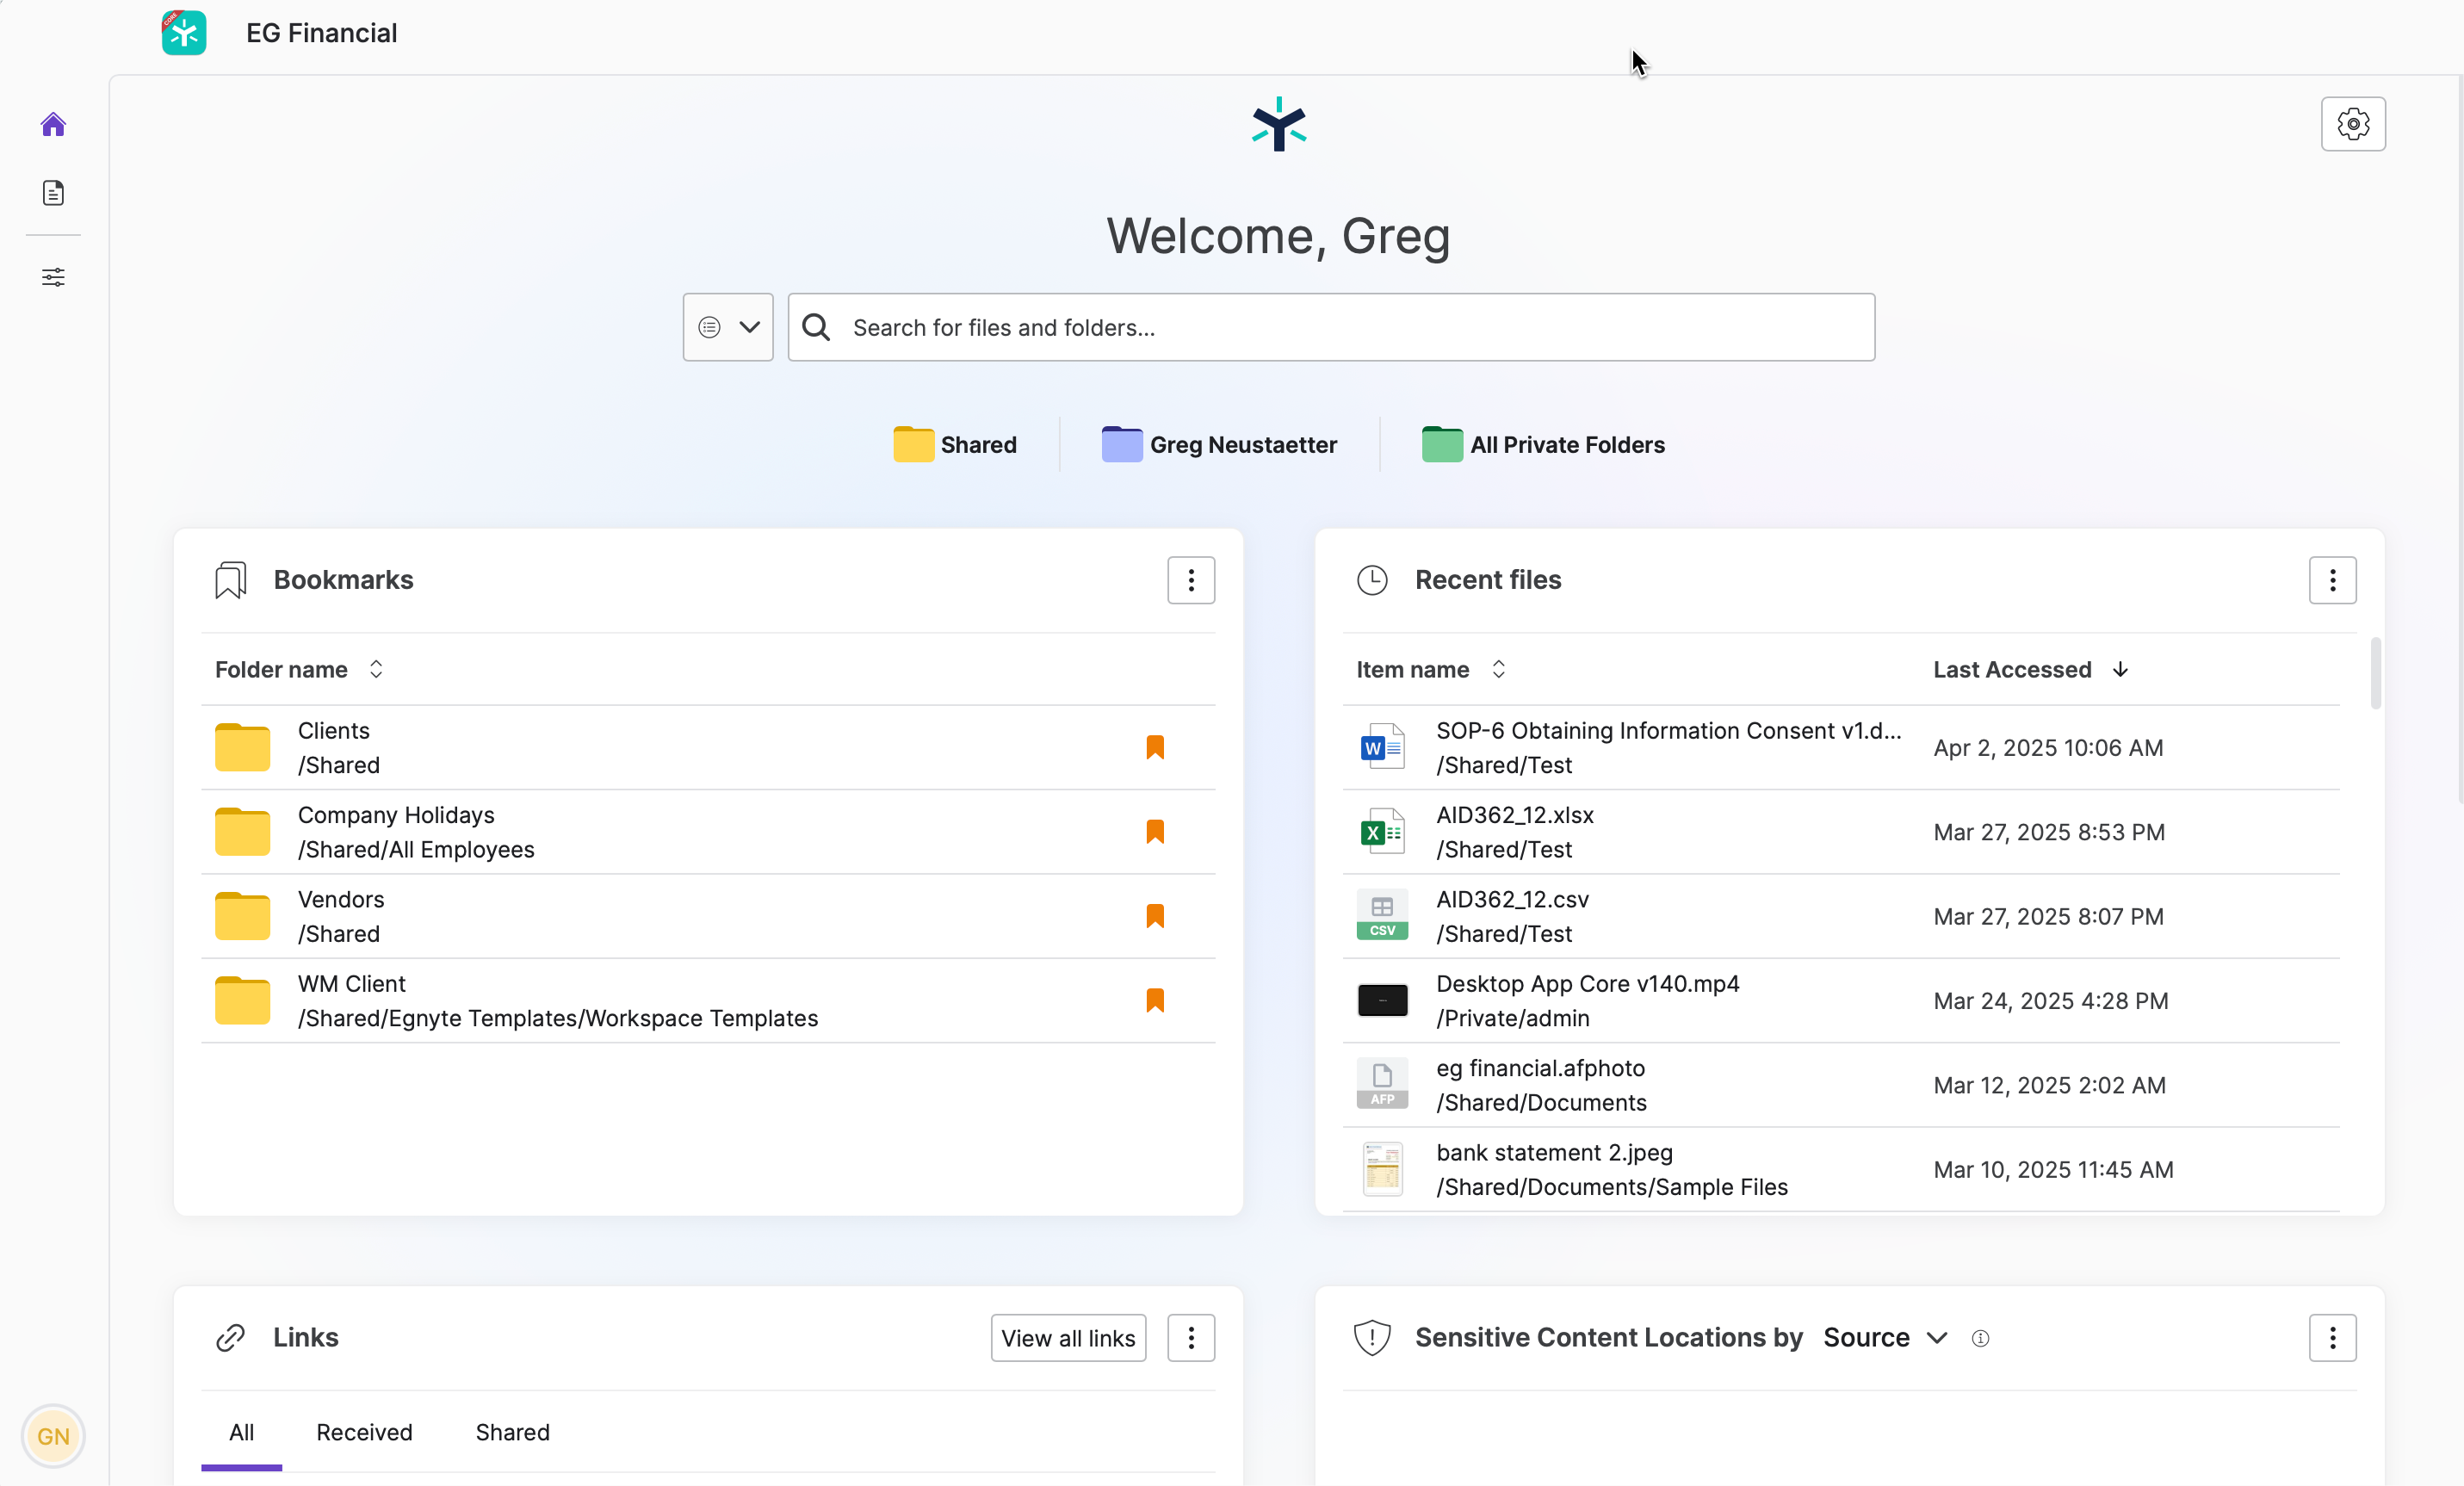 CORE
EG Financial
Welcome, Greg
Search for files and folders...
Shared
Greg Neustaetter
All Private Folders
Bookmarks
Folder name
Clients
/Shared
Company Holidays
/Shared/All Employees
Vendors
/Shared
WM Client
/Shared/Egnyte Templates/Workspace Templates
Recent files
Item name
Last Accessed
W
SOP-6 Obtaining Information Consent v1.d...
/Shared/Test
Apr 2, 2025 10:06 AM
X
AID362_12.xlsx
/Shared/Test
Mar 27, 2025 8:53 PM
CSV
AID362_12.csv
/Shared/Test
Mar 27, 2025 8:07 PM
Desktop App Core v140.mp4
/Private/admin
Mar 24, 2025 4:28 PM
AFP
eg financial.afphoto
/Shared/Documents
Mar 12, 2025 2:02 AM
bank statement 2.jpeg
/Shared/Documents/Sample Files
Mar 10, 2025 11:45 AM
Links
View all links
All
Received
Shared
Sensitive Content Locations by Source
GN